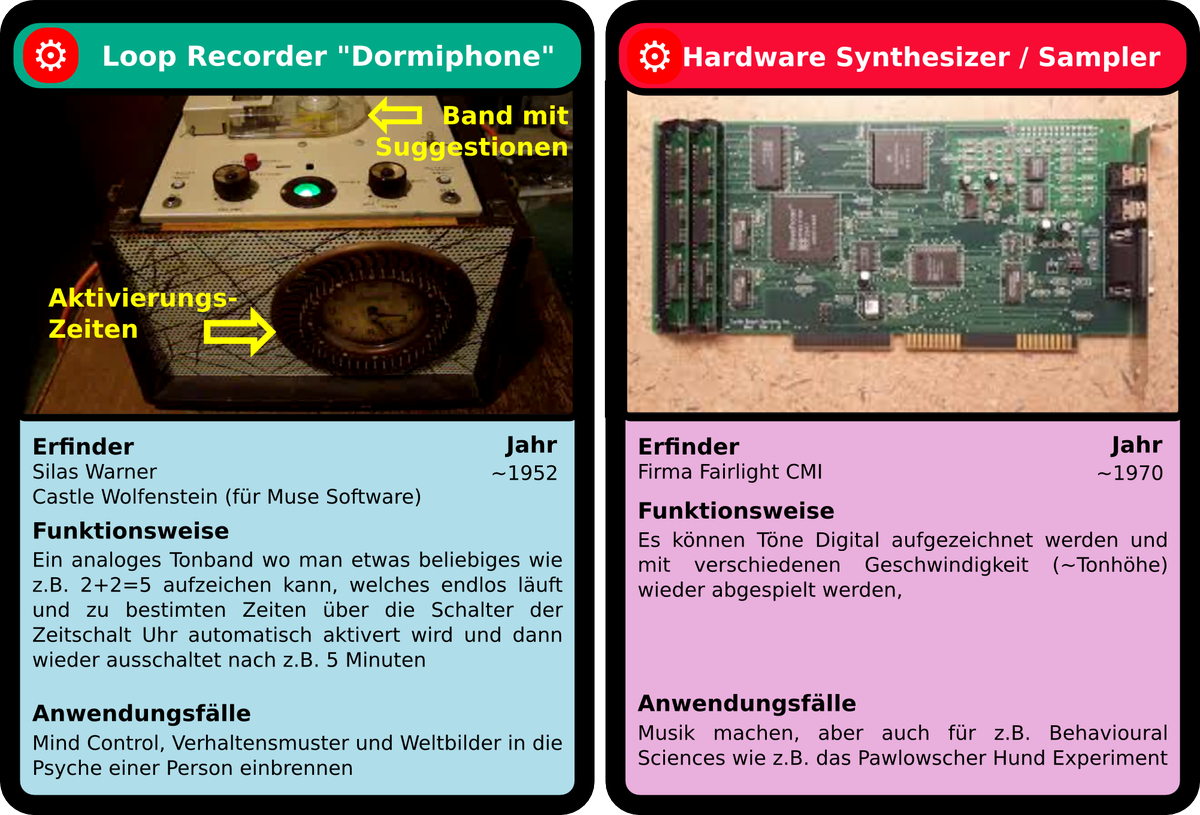 Loop Recorder "Dormiphone"
Band mit
Suggestionen
Aktivierungs-
Zeiten
Erfinder
Jahr
Silas Warner
~1952
Castle Wolfenstein (für Muse Software)
Funktionsweise
Ein analoges Tonband wo man etwas beliebiges wie
z.B. 2+2=5 aufzeichen kann, welches endlos läuft
und zu bestimten Zeiten über die Schalter der
Zeitschalt Uhr automatisch aktivert wird und dann
wieder ausschaltet nach z.B. 5 Minuten
Anwendungsfälle
Mind Control, Verhaltensmuster und Weltbilder in die
Psyche einer Person einbrennen
Hardware Synthesizer / Sampler
Erfinder
Jahr
Firma Fairlight CMI
~1970
Funktionsweise
Es können Töne Digital aufgezeichnet werden und
mit verschiedenen Geschwindigkeit (~Tonhöhe)
wieder abgespielt werden,
Anwendungsfälle
Musik machen, aber auch für z.B. Behavioural
Sciences wie z.B. das Pawlowscher Hund Experiment